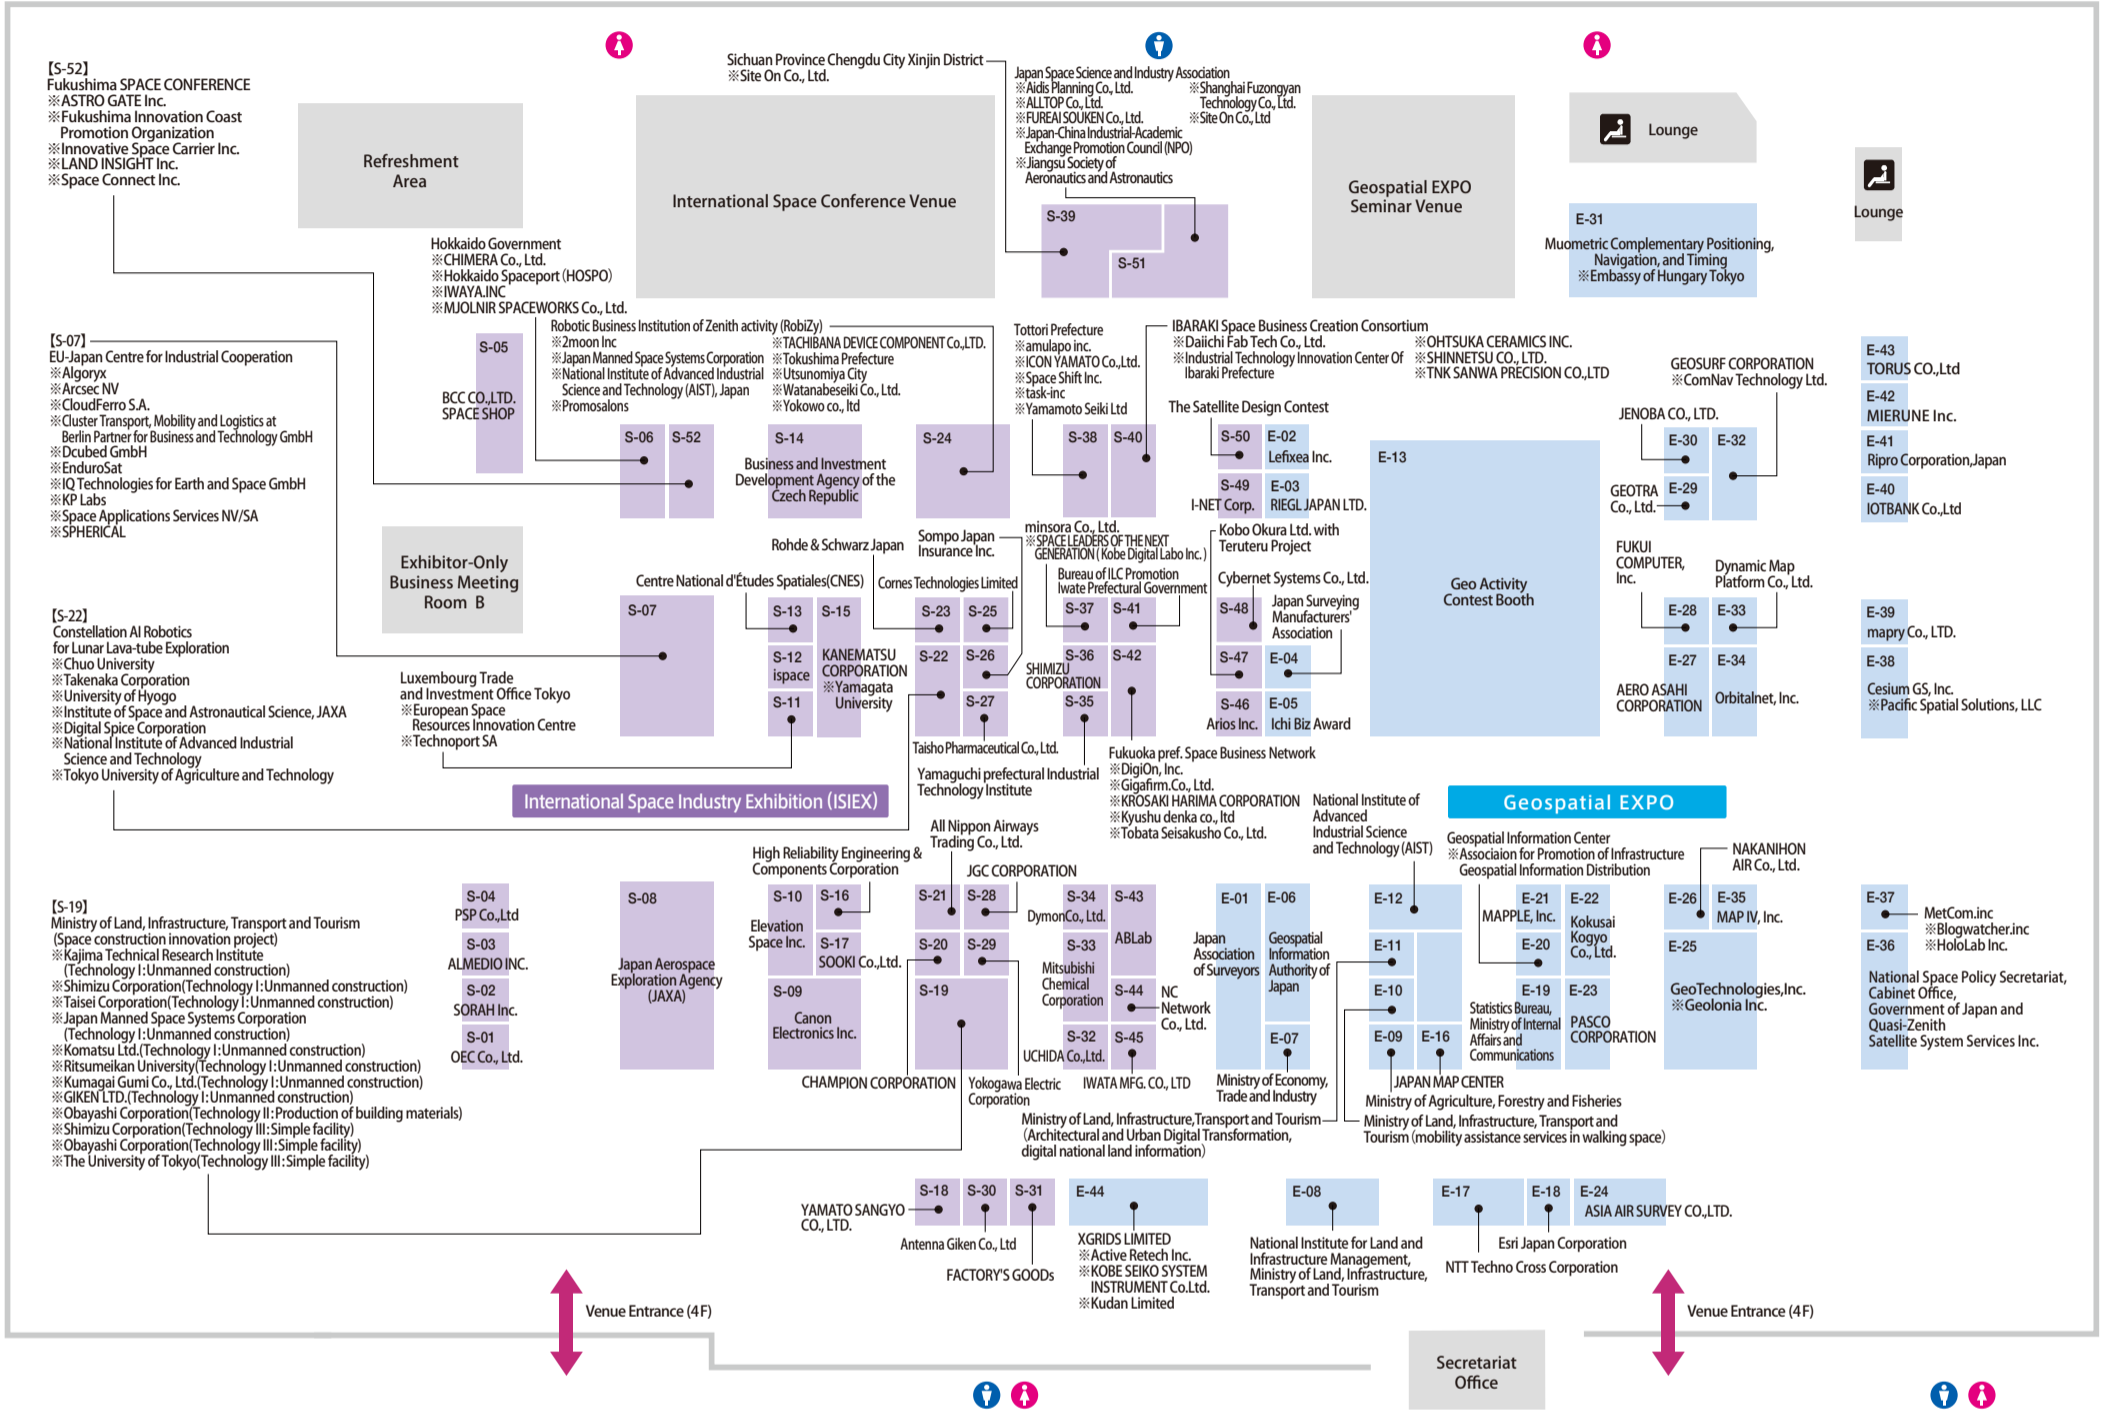 【S-52】
Fukushima SPACE CONFERENCE
※ASTRO GATE Inc.
※Fukushima Innovation Coast
Promotion Organization
※Innovative Space Carrier Inc.
※LAND INSIGHT Inc.
※Space Connect Inc.
Refreshment
Area
International Space Conference Venue
Sichuan Province Chengdu City Xinjin District
※Site On Co., Ltd.
Japan Space Science and Industry Association
※Aidis Planning Co., Ltd.
※ALLTOP Co., Ltd.
※FUREAI SOUKEN Co., Ltd.
※Japan-China Industrial-Academic
Exchange Promotion Council (NPO)
※Jiangsu Society of
Aeronautics and Astronautics
※Shanghai Fuzongyan
Technology Co., Ltd.
※Site On Co., Ltd
S-39
S-51
Geospatial EXPO
Seminar Venue
Lounge
Lounge
E-31
Muometric Complementary Positioning,
Navigation, and Timing
※Embassy of Hungary Tokyo
Hokkaido Government
※CHIMERA Co., Ltd.
※Hokkaido Spaceport (HOSPO)
※IWAYA.INC
※MJOLNIR SPACEWORKS Co., Ltd.
Robotic Business Institution of Zenith activity (RobiZy)
※2moon Inc
※Japan Manned Space Systems Corporation
※National Institute of Advanced Industrial
Science and Technology (AIST), Japan
※Promosalons
※TACHIBANA DEVICE COMPONENT Co.,LTD.
※Tokushima Prefecture
※Utsunomiya City
※Watanabeseiki Co., Ltd.
※Yokowo co., ltd
Tottori Prefecture
※amulapo inc.
※ICON YAMATO Co.,Ltd.
※Space Shift Inc.
※task-inc
※Yamamoto Seiki Ltd
IBARAKI Space Business Creation Consortium
※Daiichi Fab Tech Co., Ltd.
※Industrial Technology Innovation Center Of
Ibaraki Prefecture
※OHTSUKA CERAMICS INC.
※SHINNETSU CO., LTD.
※TNK SANWA PRECISION CO.,LTD
The Satellite Design Contest
GEOSURF CORPORATION
※ComNav Technology Ltd.
JENOBA CO., LTD.
E-43
TORUS CO.,Ltd
E-42
MIERUNE Inc.
E-41
Ripro Corporation,Japan
E-40
IOTBANK Co.,Ltd
【S-07】
EU-Japan Centre for Industrial Cooperation
※Algoryx
※Arcsec NV
※CloudFerro S.A.
※Cluster Transport, Mobility and Logistics at
Berlin Partner for Business and Technology GmbH
※Dcubed GmbH
※EnduroSat
※IQ Technologies for Earth and Space GmbH
※KP Labs
※Space Applications Services NV/SA
※SPHERICAL
S-05
BCC CO.,LTD.
SPACE SHOP
S-06
S-52
S-14
Business and Investment
Development Agency of the
Czech Republic
S-24
S-38
S-40
S-50
E-02
Lefixea Inc.
S-49
I-NET Corp.
E-03
RIEGL JAPAN LTD.
E-13
Geo Activity
Contest Booth
E-30
E-32
GEOTRA
Co., Ltd.
E-29
Exhibitor-Only
Business Meeting
Room B
Rohde & Schwarz Japan
Sompo Japan
Insurance Inc.
minsora Co., Ltd.
※SPACE LEADERS OF THE NEXT
GENERATION ( Kobe Digital Labo Inc. )
Kobo Okura Ltd. with
Teruteru Project
Centre National d'Études Spatiales(CNES)
Cornes Technologies Limited
Bureau of ILC Promotion
Iwate Prefectural Government
Cybernet Systems Co., Ltd.
Japan Surveying
Manufacturers'
Association
FUKUI
COMPUTER,
Inc.
Dynamic Map
Platform Co., Ltd.
S-07
S-13
S-15
S-12
ispace
S-11
KANEMATSU
CORPORATION
※Yamagata
University
S-23
S-25
S-22
S-26
S-27
Taisho Pharmaceutical Co., Ltd.
S-37
S-41
S-36
SHIMIZU
CORPORATION
S-42
S-35
S-48
S-47
E-04
S-46
Arios Inc.
E-05
Ichi Biz Award
E-28
E-33
E-27
AERO ASAHI
CORPORATION
E-34
Orbitalnet, Inc.
E-39
mapry Co., LTD.
E-38
Cesium GS, Inc.
※Pacific Spatial Solutions, LLC
【S-22】
Constellation AI Robotics
for Lunar Lava-tube Exploration
※Chuo University
※Takenaka Corporation
※University of Hyogo
※Institute of Space and Astronautical Science, JAXA
※Digital Spice Corporation
※National Institute of Advanced Industrial
Science and Technology
※Tokyo University of Agriculture and Technology
Luxembourg Trade
and Investment Office Tokyo
※European Space
Resources Innovation Centre
※Technoport SA
Yamaguchi prefectural Industrial
Technology Institute
Fukuoka pref. Space Business Network
※DigiOn, Inc.
※Gigafirm.Co., Ltd.
※KROSAKI HARIMA CORPORATION
※Kyushu denka co., ltd
※Tobata Seisakusho Co., Ltd.
International Space Industry Exhibition (ISIEX)
Geospatial EXPO
National Institute of
Advanced
Industrial Science
and Technology (AIST)
Geospatial Information Center
※Associaion for Promotion of Infrastructure
Geospatial Information Distribution
NAKANIHON
AIR Co., Ltd.
High Reliability Engineering &
Components Corporation
All Nippon Airways
Trading Co., Ltd.
JGC CORPORATION
【S-19】
Ministry of Land, Infrastructure, Transport and Tourism
(Space construction innovation project)
※Kajima Technical Research Institute
(Technology I:Unmanned construction)
※Shimizu Corporation(Technology I:Unmanned construction)
※Taisei Corporation(Technology I:Unmanned construction)
※Japan Manned Space Systems Corporation
(Technology I:Unmanned construction)
※Komatsu Ltd.(Technology I:Unmanned construction)
※Ritsumeikan University(Technology I:Unmanned construction)
※Kumagai Gumi Co., Ltd.(Technology I:Unmanned construction)
※GIKEN LTD.(Technology I:Unmanned construction)
※Obayashi Corporation(Technology II:Production of building materials)
※Shimizu Corporation(Technology III:Simple facility)
※Obayashi Corporation(Technology III:Simple facility)
※The University of Tokyo(Technology III:Simple facility)
S-04
PSP Co.,Ltd
S-03
ALMEDIO INC.
S-02
SORAH Inc.
S-01
OEC Co., Ltd.
S-08
Japan Aerospace
Exploration Agency
(JAXA)
S-10
Elevation
Space Inc.
S-16
S-17
SOOKI Co.,Ltd.
S-09
Canon
Electronics Inc.
S-21
S-28
S-20
S-29
S-19
CHAMPION CORPORATION
Yokogawa Electric
Corporation
S-34
DymonCo., Ltd.
S-43
ABLab
S-33
Mitsubishi
Chemical
Corporation
S-44
NC
Network
Co., Ltd.
S-32
UCHIDA Co.,Ltd.
S-45
IWATA MFG. CO., LTD
E-01
Japan
Association
of Surveyors
E-06
Geospatial
Information
Authority of
Japan
E-07
Ministry of Economy,
Trade and Industry
E-12
E-11
E-10
E-09
E-16
JAPAN MAP CENTER
Ministry of Agriculture, Forestry and Fisheries
Ministry of Land, Infrastructure,Transport and Tourism
(Architectural and Urban Digital Transformation,
digital national land information)
Ministry of Land, Infrastructure, Transport and
Tourism (mobility assistance services in walking space)
E-21
MAPPLE, Inc.
E-22
Kokusai
Kogyo
Co., Ltd.
E-20
E-19
Statistics Bureau,
Ministry of Internal
Affairs and
Communications
E-23
PASCO
CORPORATION
E-26
E-35
MAP IV, Inc.
E-25
GeoTechnologies,Inc.
※Geolonia Inc.
E-37
MetCom.inc
※Blogwatcher.inc
※HoloLab Inc.
E-36
National Space Policy Secretariat,
Cabinet Office,
Government of Japan and
Quasi-Zenith
Satellite System Services Inc.
S-18
YAMATO SANGYO
CO., LTD.
S-30
Antenna Giken Co., Ltd
S-31
FACTORY'S GOODs
E-44
XGRIDS LIMITED
※Active Retech Inc.
※KOBE SEIKO SYSTEM
INSTRUMENT Co.Ltd.
※Kudan Limited
E-08
National Institute for Land and
Infrastructure Management,
Ministry of Land, Infrastructure,
Transport and Tourism
E-17
NTT Techno Cross Corporation
E-18
Esri Japan Corporation
E-24
ASIA AIR SURVEY CO.,LTD.
Venue Entrance (4F)
Venue Entrance (4F)
Secretariat
Office